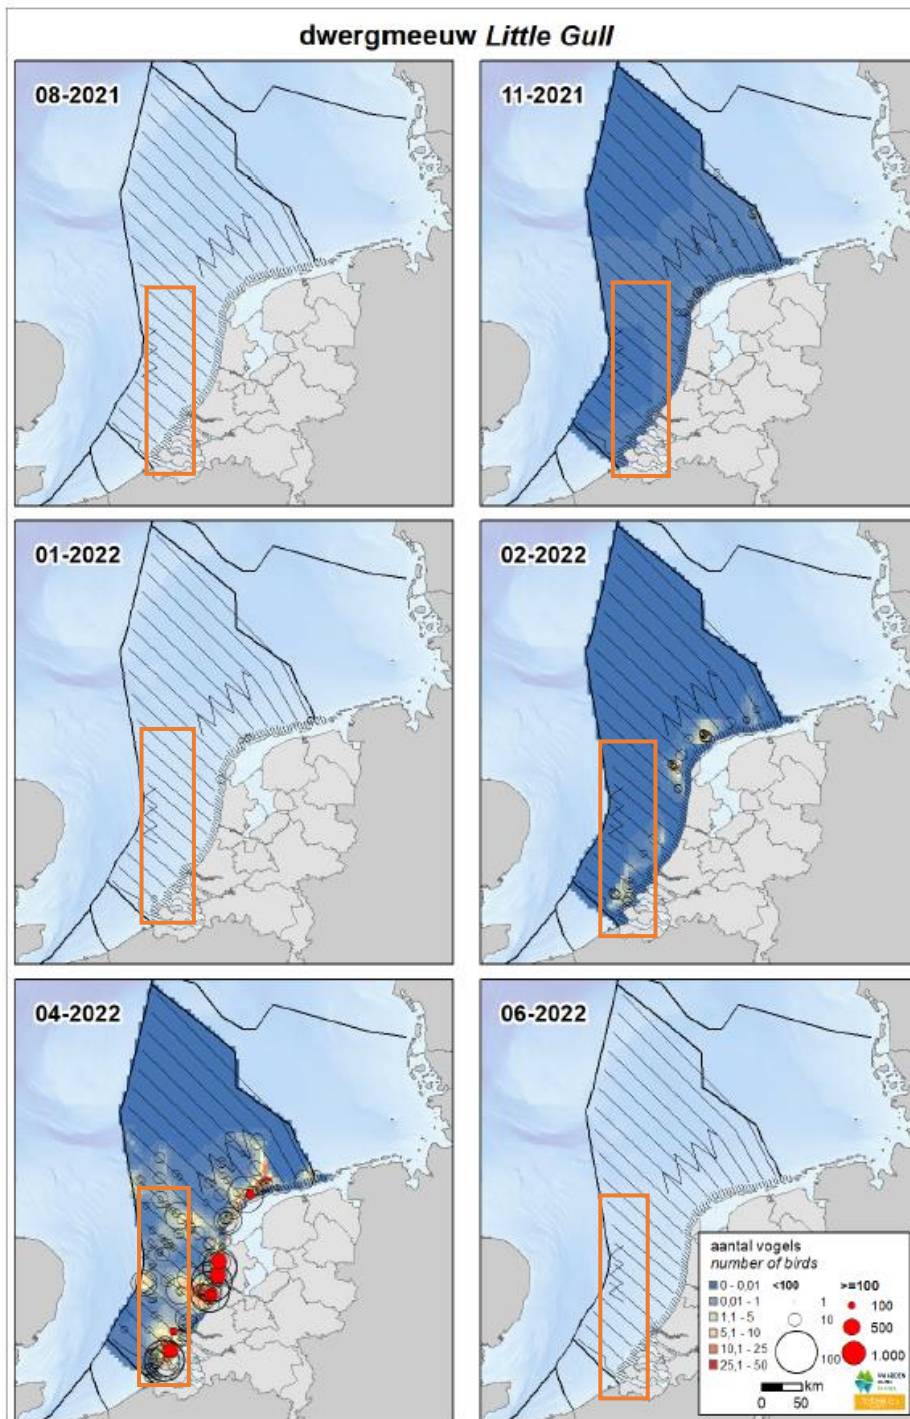 dwergmeeuw Little Gull
08-2021
11-2021
01-2022
02-2022
04-2022
06-2022
aantal vogels
number of birds
0 - 0,01 <100 >=100
0,01 - 1 1 100
1,1 - 5 10 500
5,1 - 10
10,1 - 25 100 1.000
25,1 - 50
km
0 50